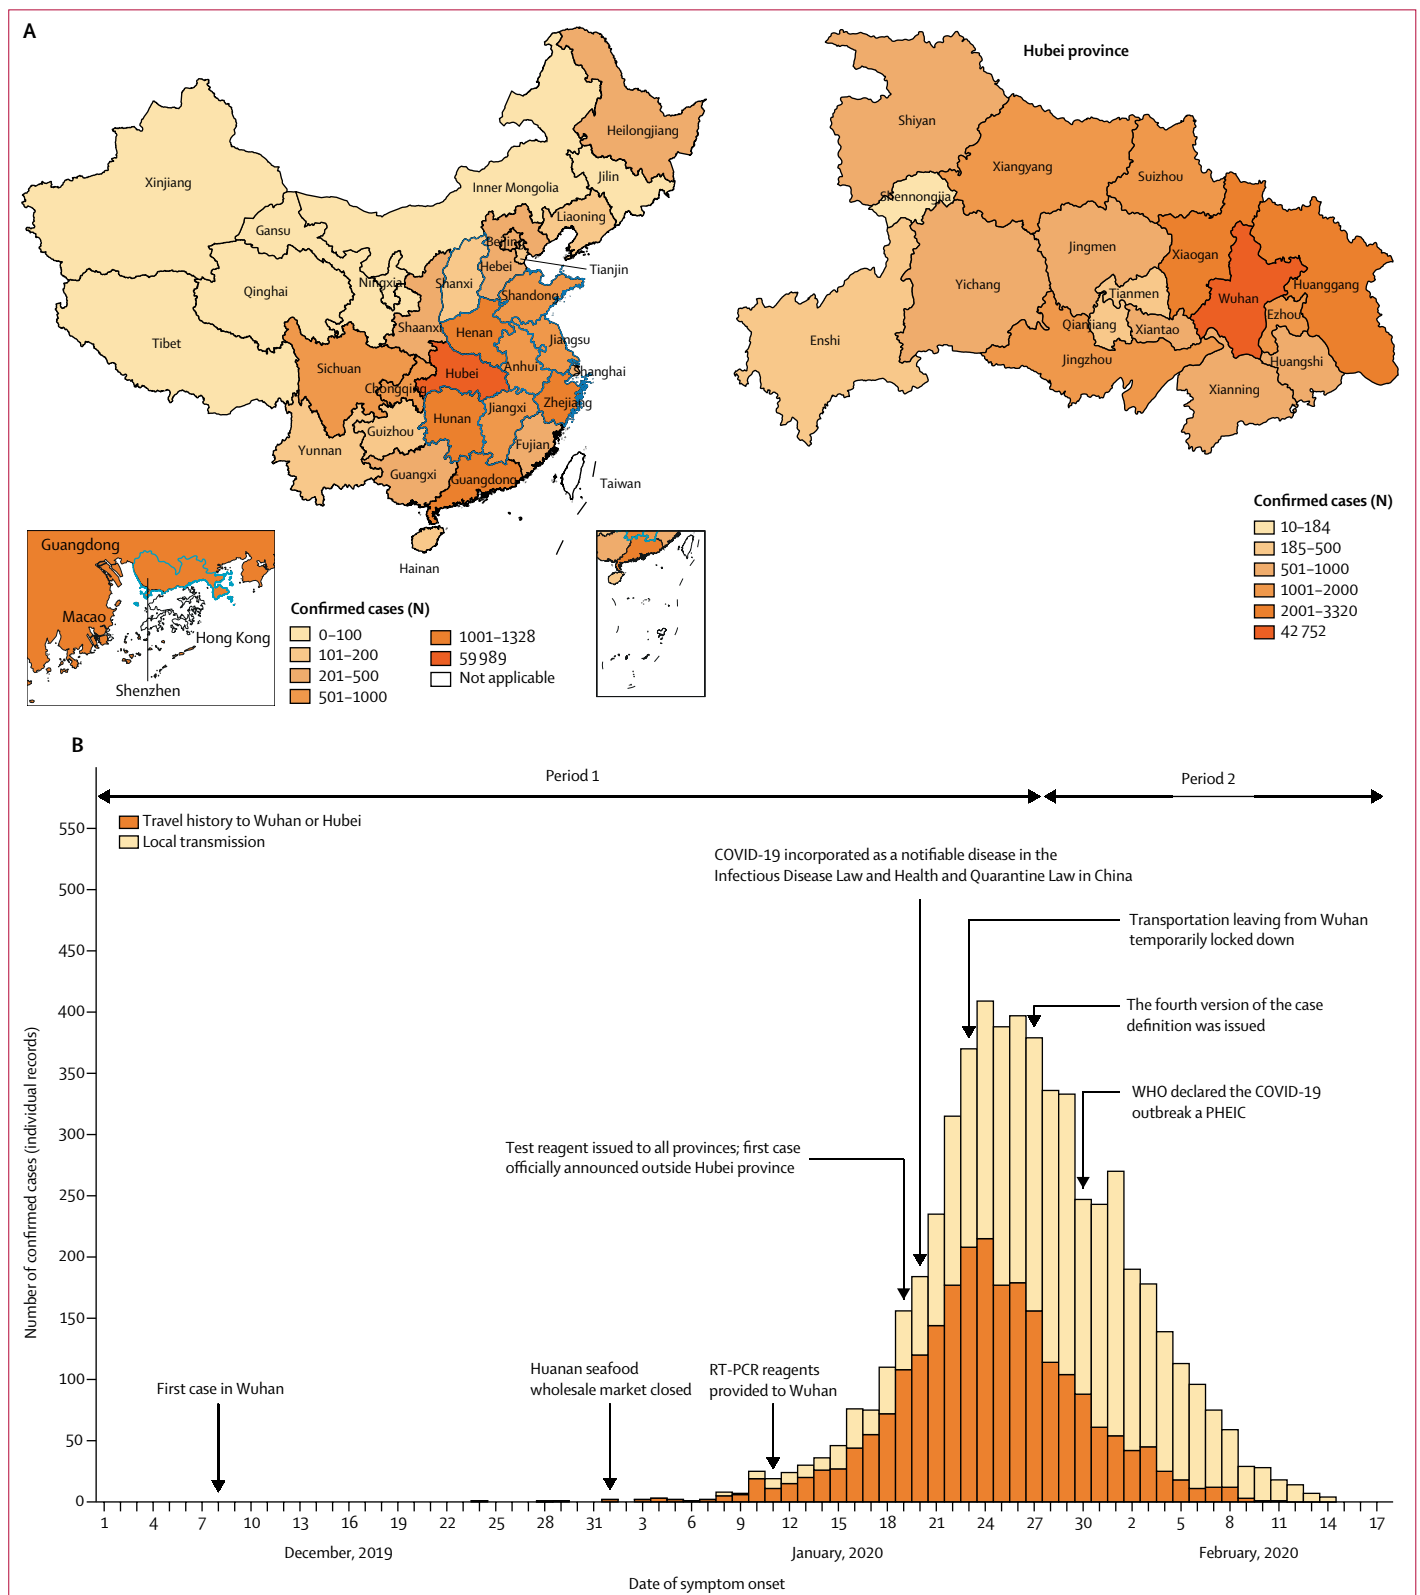 A
Hubei province
Heilongjiang
Xinjiang
Inner Mongolia
Jilin
Gansu
Liaoning
Beijing
Hebei
Tianjin
Ningxia
Shanxi
Qinghai
Shandong
Shaanxi
Henan
Jiangsu
Tibet
Sichuan
Hubei
Anhui
Shanghai
Chongqing
Zhejiang
Jiangxi
Hunan
Guizhou
Fujian
Yunnan
Guangxi
Guangdong
Taiwan
Hainan
Shiyan
Xiangyang
Suizhou
Shennongjia
Jingmen
Xiaogan
Yichang
Huanggang
Tianmen
Wuhan
Ezhou
Qianjiang
Xiantao
Enshi
Jingzhou
Huangshi
Xianning
Guangdong
Macao
Hong Kong
Shenzhen
Confirmed cases (N)
0–100
101–200
201–500
501–1000
1001–1328
59 989
Not applicable
Confirmed cases (N)
10–184
185–500
501–1000
1001–2000
2001–3320
42 752
B
Period 1
Period 2
Travel history to Wuhan or Hubei
Local transmission
COVID-19 incorporated as a notifiable disease in the
Infectious Disease Law and Health and Quarantine Law in China
Transportation leaving from Wuhan
temporarily locked down
The fourth version of the case
definition was issued
WHO declared the COVID-19
outbreak a PHEIC
Test reagent issued to all provinces; first case
officially announced outside Hubei province
Huanan seafood
wholesale market closed
RT-PCR reagents
provided to Wuhan
First case in Wuhan
Number of confirmed cases (individual records)
550
500
450
400
350
300
250
200
150
100
50
0
1 4 7 10 13 16 19 22 25 28 31 3 6 9 12 15 18 21 24 27 30 2 5 8 11 14 17
December, 2019 January, 2020 February, 2020
Date of symptom onset